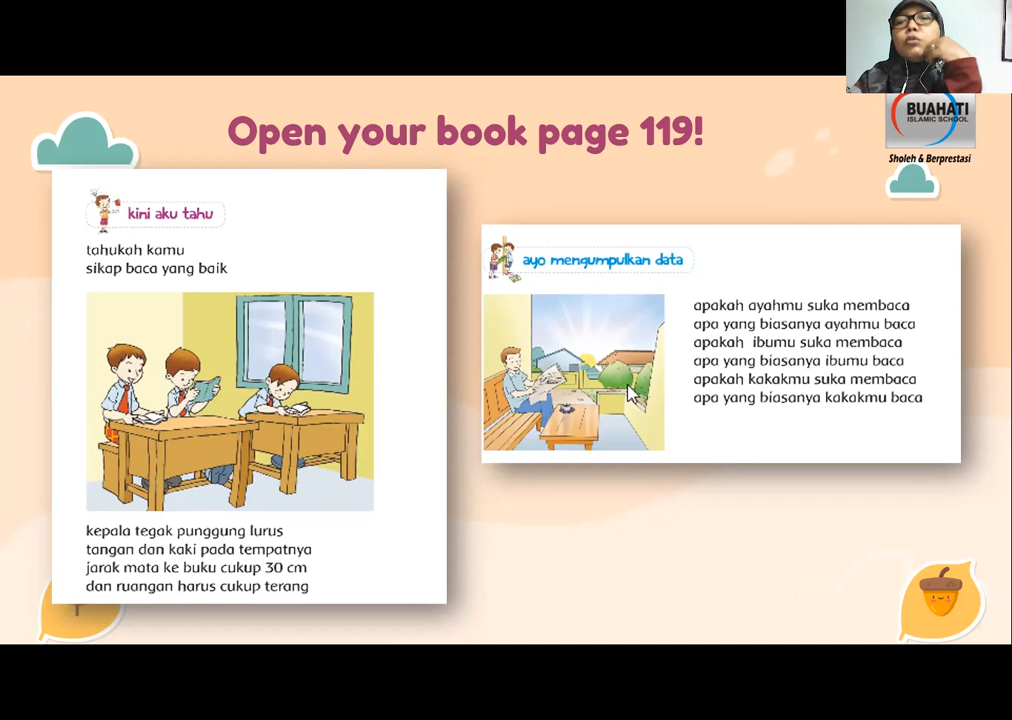 Open your book page 119!
BUAHATI
ISLAMIC SCHOOL
Sholeh & Berprestasi
kini aku tahu
tahukah kamu
sikap baca yang baik
kepala tegak punggung lurus
tangan dan kaki pada tempatnya
jarak mata ke buku cukup 30 cm
dan ruangan harus cukup terang
ayo mengumpulkan data
apakah ayahmu suka membaca
apa yang biasanya ayahmu baca
apakah ibumu suka membaca
apa yang biasanya ibumu baca
apakah kakakmu suka membaca
apa yang biasanya kakakmu baca